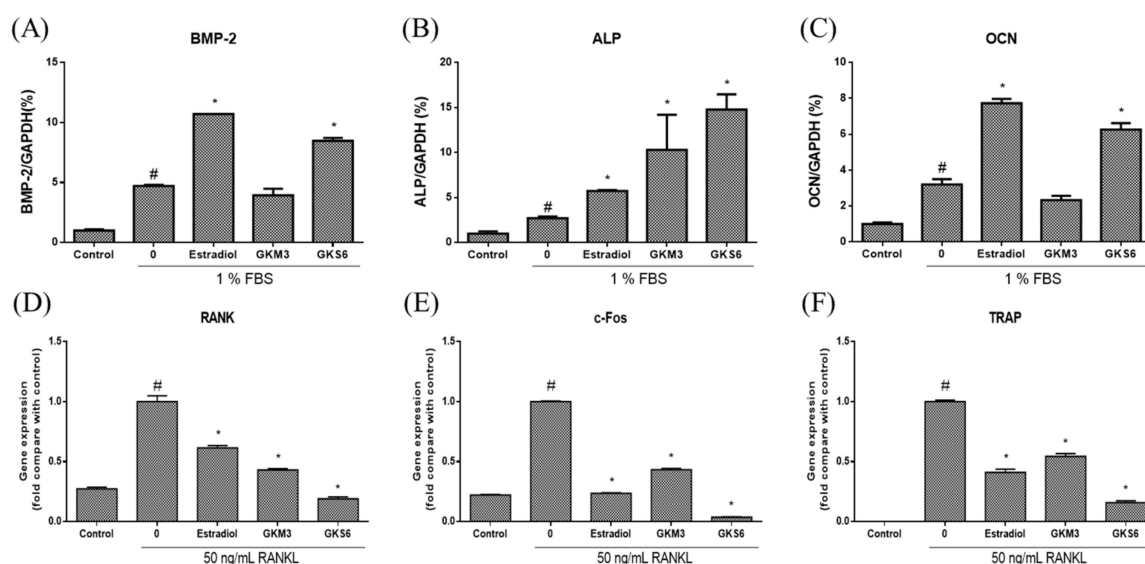 (A)
BMP-2
BMP-2/GAPDH(%)
15
10
5
0
#
*
*
Control
0
Estradiol
GKM3
GKS6
1 % FBS
(B)
ALP
ALP/GAPDH (%)
20
15
10
5
0
#
*
*
*
Control
0
Estradiol
GKM3
GKS6
1 % FBS
(C)
OCN
OCN/GAPDH (%)
10
8
6
4
2
0
#
*
*
Control
0
Estradiol
GKM3
GKS6
1 % FBS
(D)
RANK
Gene expression
(fold compare with control)
1.5
1.0
0.5
0.0
#
*
*
*
Control
0
Estradiol
GKM3
GKS6
50 ng/mL RANKL
(E)
c-Fos
Gene expression
(fold compare with control)
1.5
1.0
0.5
0.0
#
*
*
*
Control
0
Estradiol
GKM3
GKS6
50 ng/mL RANKL
(F)
TRAP
Gene expression
(fold compare with control)
1.5
1.0
0.5
0.0
#
*
*
*
Control
0
Estradiol
GKM3
GKS6
50 ng/mL RANKL